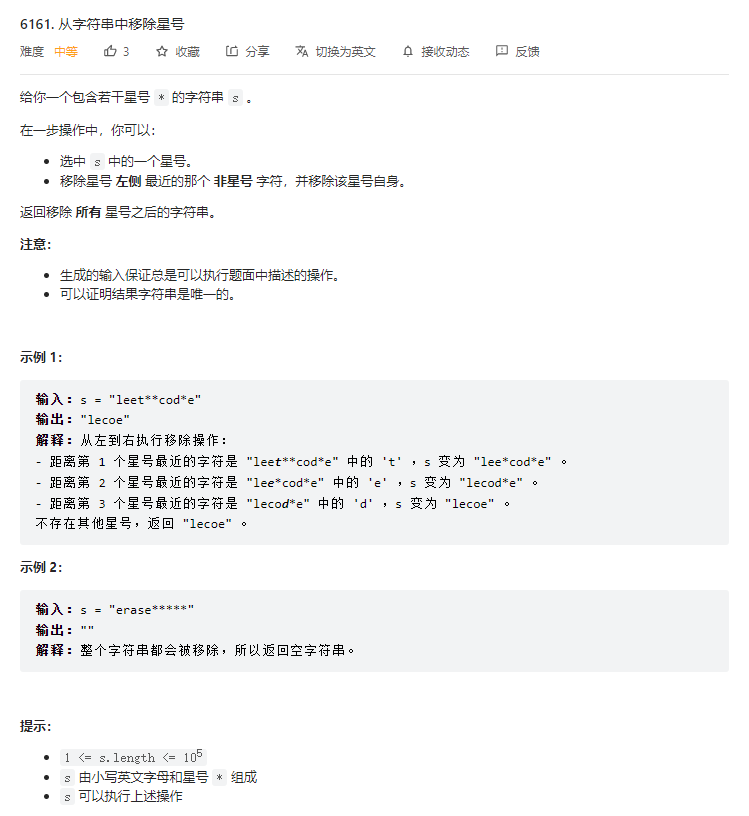 6161. 从字符串中移除星号
难度 中等 3 收藏 分享 切换为英文 接收动态 反馈
给你一个包含若干星号 * 的字符串 s 。
在一步操作中，你可以：
选中 s 中的一个星号。
移除星号 左侧 最近的那个 非星号 字符，并移除该星号自身。
返回移除 所有 星号之后的字符串。
注意：
生成的输入保证总是可以执行题面中描述的操作。
可以证明结果字符串是唯一的。
示例 1：
输入：s = "leet**cod*e"
输出："lecoe"
解释：从左到右执行移除操作：
- 距离第 1 个星号最近的字符是 "leet**cod*e" 中的 't' ，s 变为 "lee*cod*e" 。
- 距离第 2 个星号最近的字符是 "lee*cod*e" 中的 'e' ，s 变为 "lecod*e" 。
- 距离第 3 个星号最近的字符是 "lecod*e" 中的 'd' ，s 变为 "lecoe" 。
不存在其他星号，返回 "lecoe" 。
示例 2：
输入：s = "erase*****"
输出：""
解释：整个字符串都会被移除，所以返回空字符串。
提示：
1 <= s.length <= 10⁵
s 由小写英文字母和星号 * 组成
s 可以执行上述操作